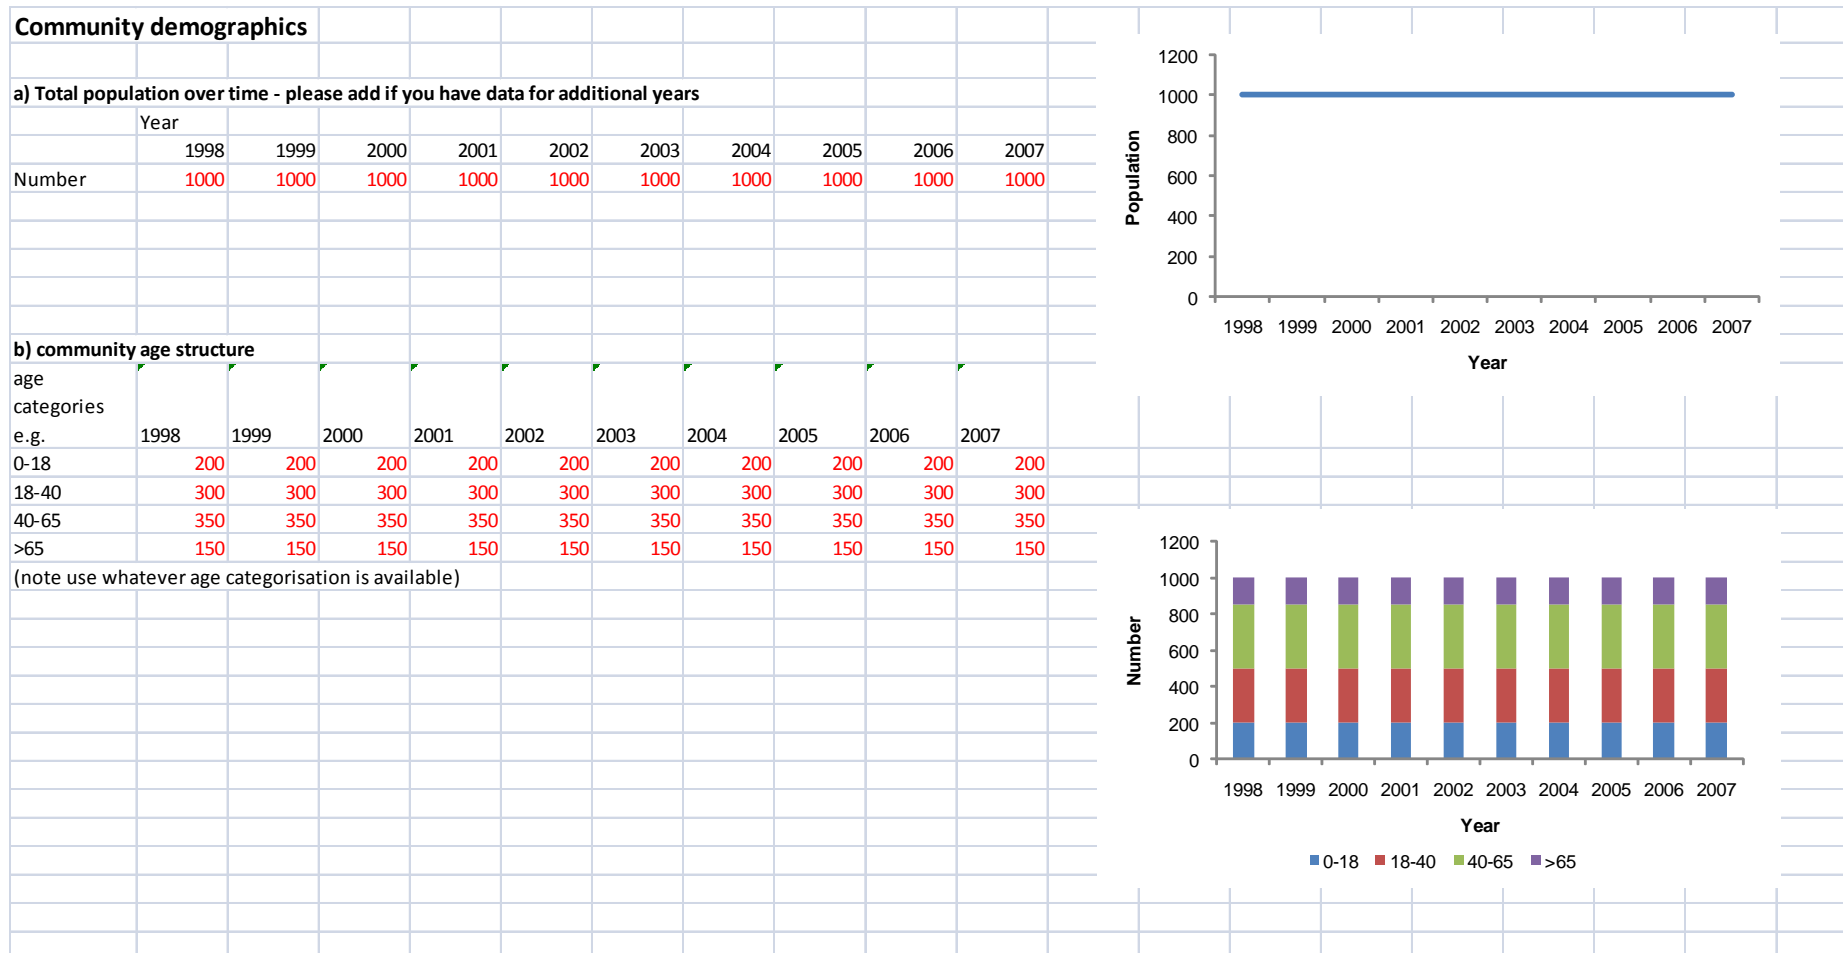 Community demographics
a) Total population over time - please add if you have data for additional years
Year
1998 1999 2000 2001 2002 2003 2004 2005 2006 2007
Number 1000 1000 1000 1000 1000 1000 1000 1000 1000 1000
b) community age structure
age
categories
e.g. 1998 1999 2000 2001 2002 2003 2004 2005 2006 2007
0-18 200 200 200 200 200 200 200 200 200 200
18-40 300 300 300 300 300 300 300 300 300 300
40-65 350 350 350 350 350 350 350 350 350 350
>65 150 150 150 150 150 150 150 150 150 150
(note use whatever age categorisation is available)
1200
1000
800
600
400
200
0
Population
1998 1999 2000 2001 2002 2003 2004 2005 2006 2007
Year
1200
1000
800
600
400
200
0
Number
1998 1999 2000 2001 2002 2003 2004 2005 2006 2007
Year
0-18 18-40 40-65 >65